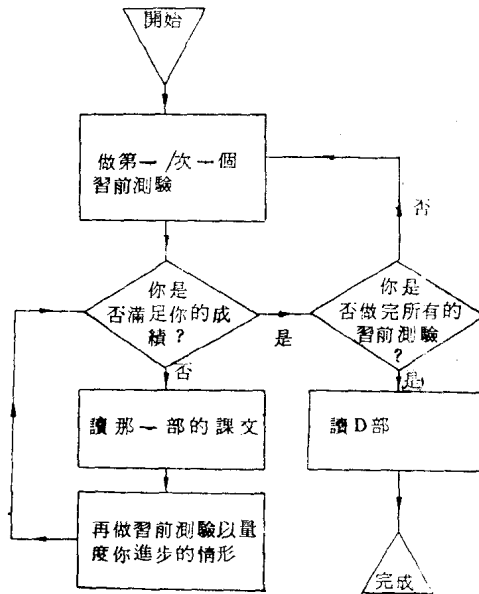 開始
做第一/次一個
習前測驗
否
你是
否滿足你的成
績？
是
你是
否做完所有的
習前測驗
？
否
是
讀那一部的課文
讀D部
再做習前測驗以量
度你進步的情形
完成